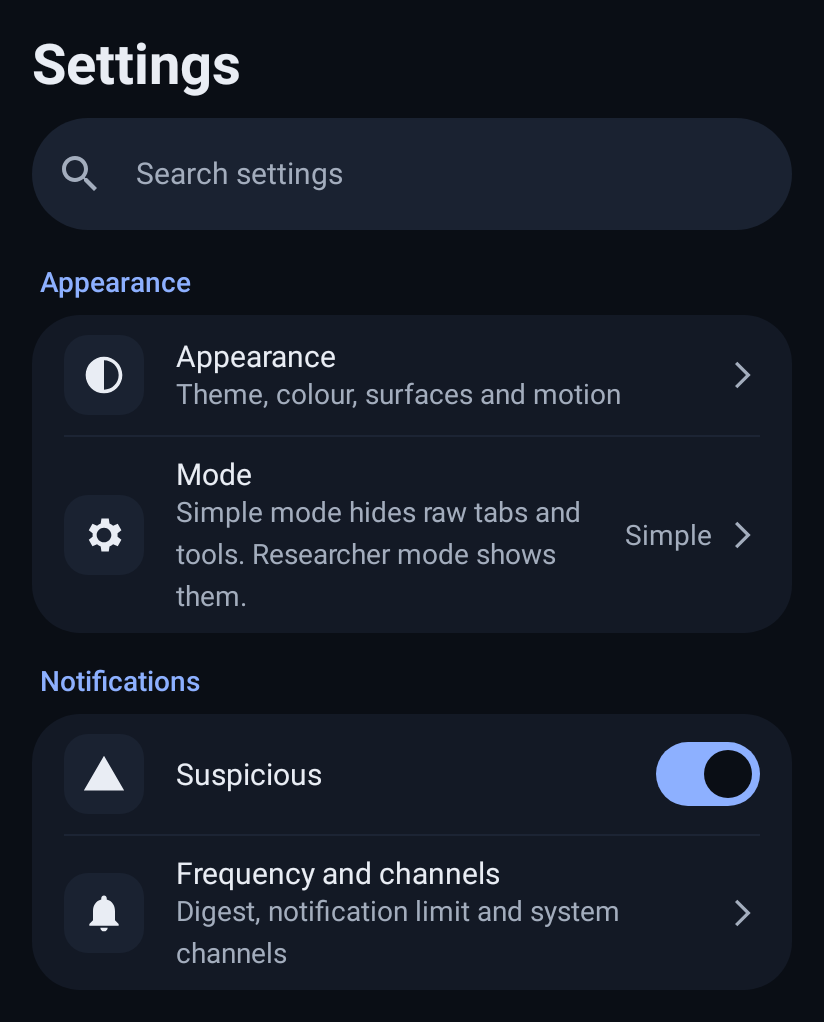 Settings
Search settings
Appearance
Appearance
Theme, colour, surfaces and motion
Mode
Simple mode hides raw tabs and
tools. Researcher mode shows
them.
Simple
Notifications
Suspicious
Frequency and channels
Digest, notification limit and system
channels